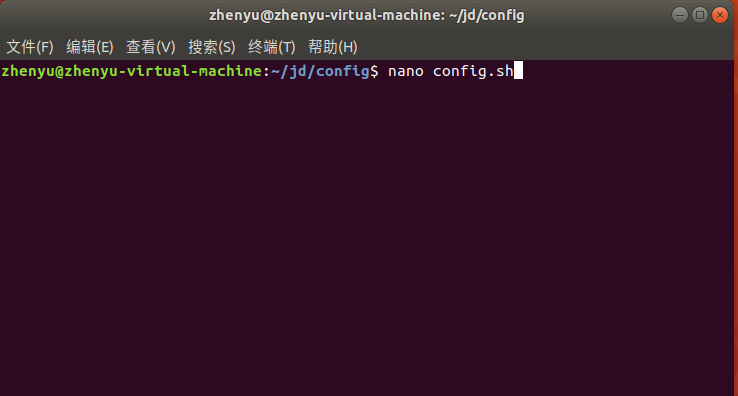 zhenyu@zhenyu-virtual-machine: ~/jd/config
文件(F) 编辑(E) 查看(V) 搜索(S) 终端(T) 帮助(H)
zhenyu@zhenyu-virtual-machine:~/jd/config$ nano config.sh